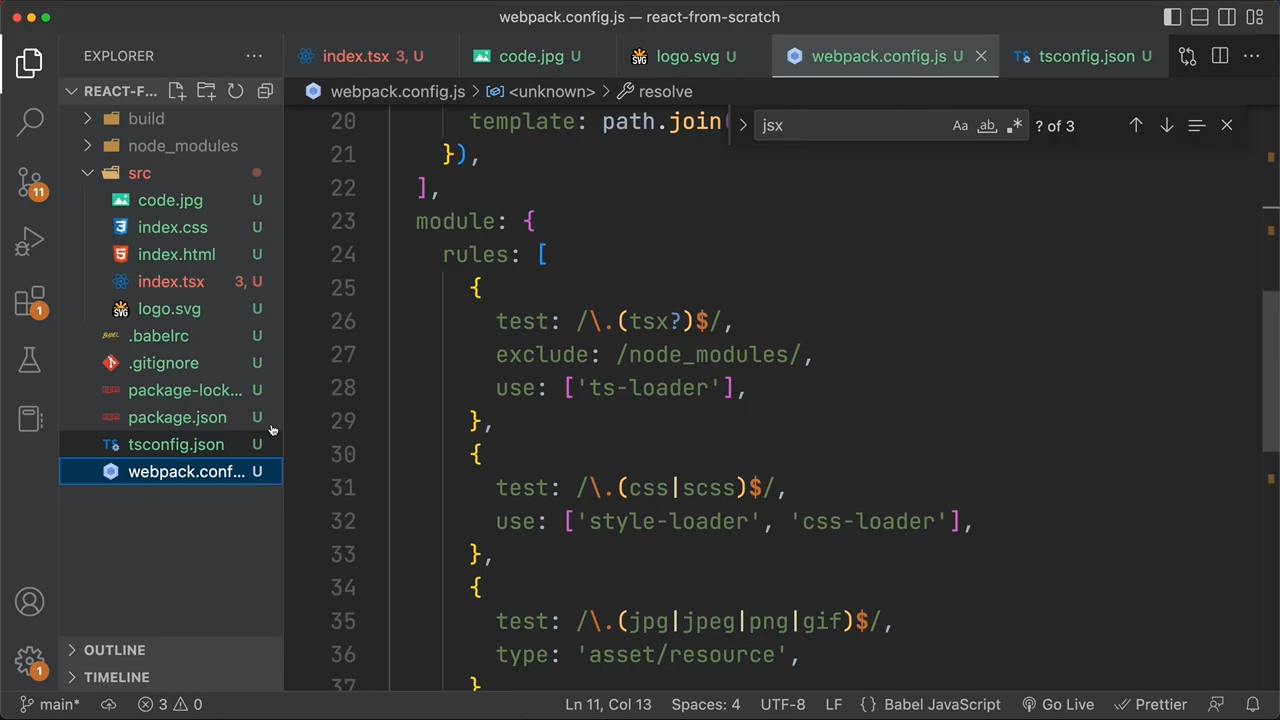 webpack.config.js — react-from-scratch
EXPLORER
index.tsx 3, U
code.jpg U
logo.svg U
webpack.config.js U
tsconfig.json U
REACT-F...
webpack.config.js > <unknown> > resolve
build
node_modules
src
code.jpg U
index.css U
index.html U
index.tsx 3, U
logo.svg U
.babelrc U
.gitignore U
package-lock... U
package.json U
tsconfig.json U
webpack.conf... U
OUTLINE
TIMELINE
jsx Aa ab .* ? of 3
20 template: path.join(
21 }),
22 ],
23 module: {
24 rules: [
25 {
26 test: /\.(tsx?)$/,
27 exclude: /node_modules/,
28 use: ['ts-loader'],
29 },
30 {
31 test: /\.(css|scss)$/,
32 use: ['style-loader', 'css-loader'],
33 },
34 {
35 test: /\.(jpg|jpeg|png|gif)$/,
36 type: 'asset/resource',
37 }
11
1
1
main* 3 0 Ln 11, Col 13 Spaces: 4 UTF-8 LF {} Babel JavaScript Go Live Prettier